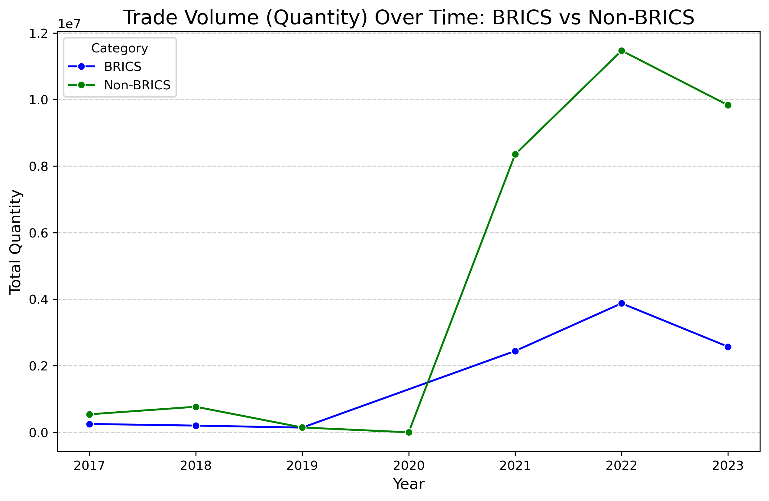 Trade Volume (Quantity) Over Time: BRICS vs Non-BRICS
1e7
Category
BRICS
Non-BRICS
1.2
1.0
0.8
0.6
0.4
0.2
0.0
Total Quantity
2017 2018 2019 2020 2021 2022 2023
Year